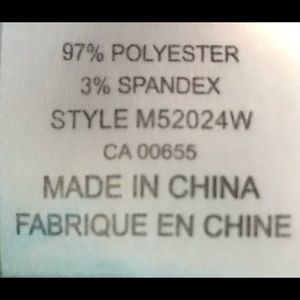 97% POLYESTER
3% SPANDEX
STYLE M52024W
CA 00655
MADE IN CHINA
FABRIQUE EN CHINE